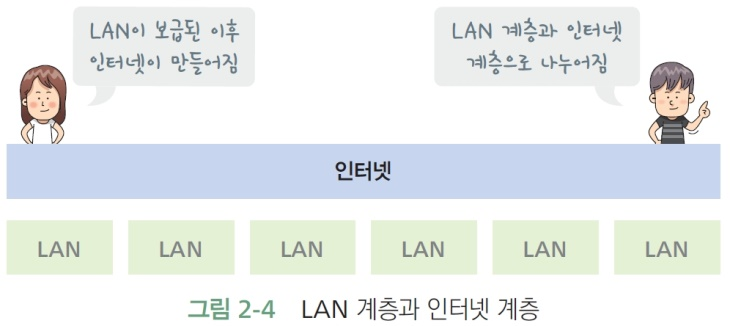 LAN이 보급된 이후
인터넷이 만들어짐
LAN 계층과 인터넷
계층으로 나누어짐
인터넷
LAN LAN LAN LAN LAN LAN
그림 2-4 LAN 계층과 인터넷 계층